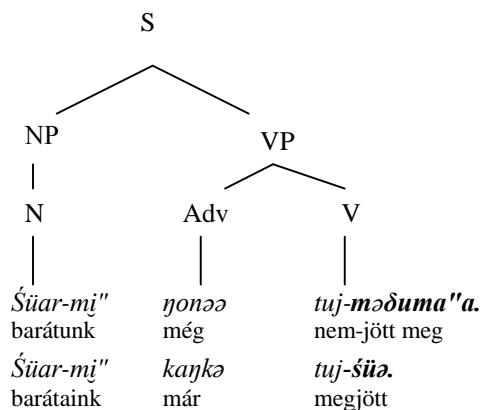 S
NP VP
N Adv V
Śüar-mi̮" ŋonəə tuj-məδuma"a.
barátunk még nem-jött meg
Śüar-mi̮" kaŋkə tuj-śüə.
barátaink már megjött